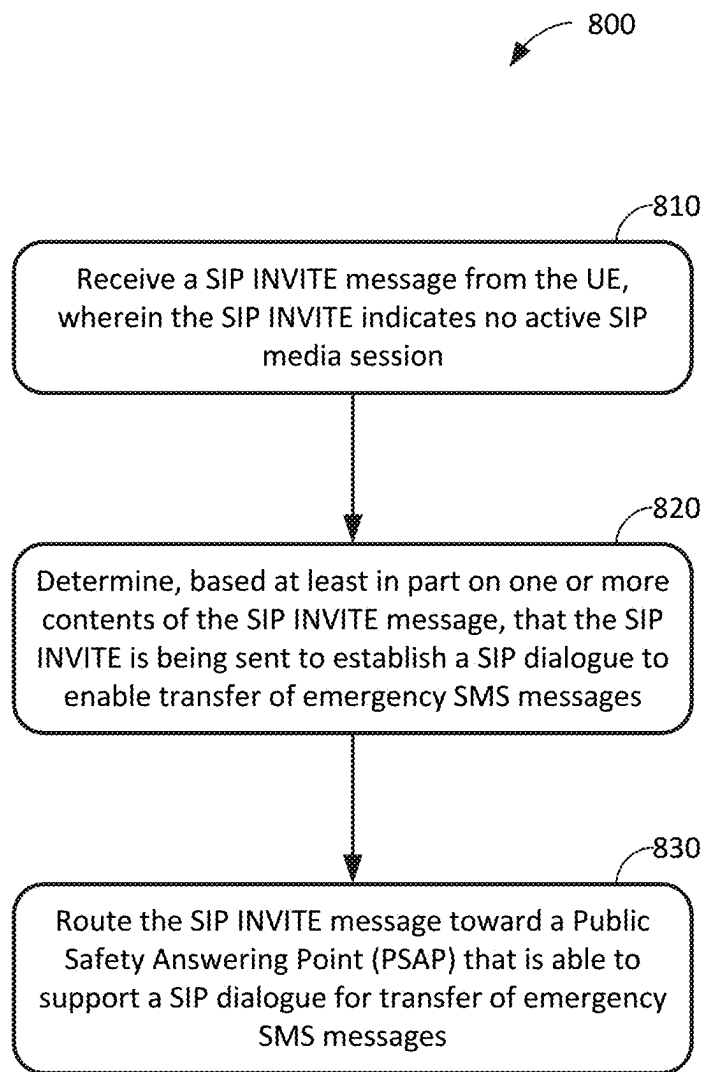 800
810
Receive a SIP INVITE message from the UE,
wherein the SIP INVITE indicates no active SIP
media session
820
Determine, based at least in part on one or more
contents of the SIP INVITE message, that the SIP
INVITE is being sent to establish a SIP dialogue to
enable transfer of emergency SMS messages
830
Route the SIP INVITE message toward a Public
Safety Answering Point (PSAP) that is able to
support a SIP dialogue for transfer of emergency
SMS messages